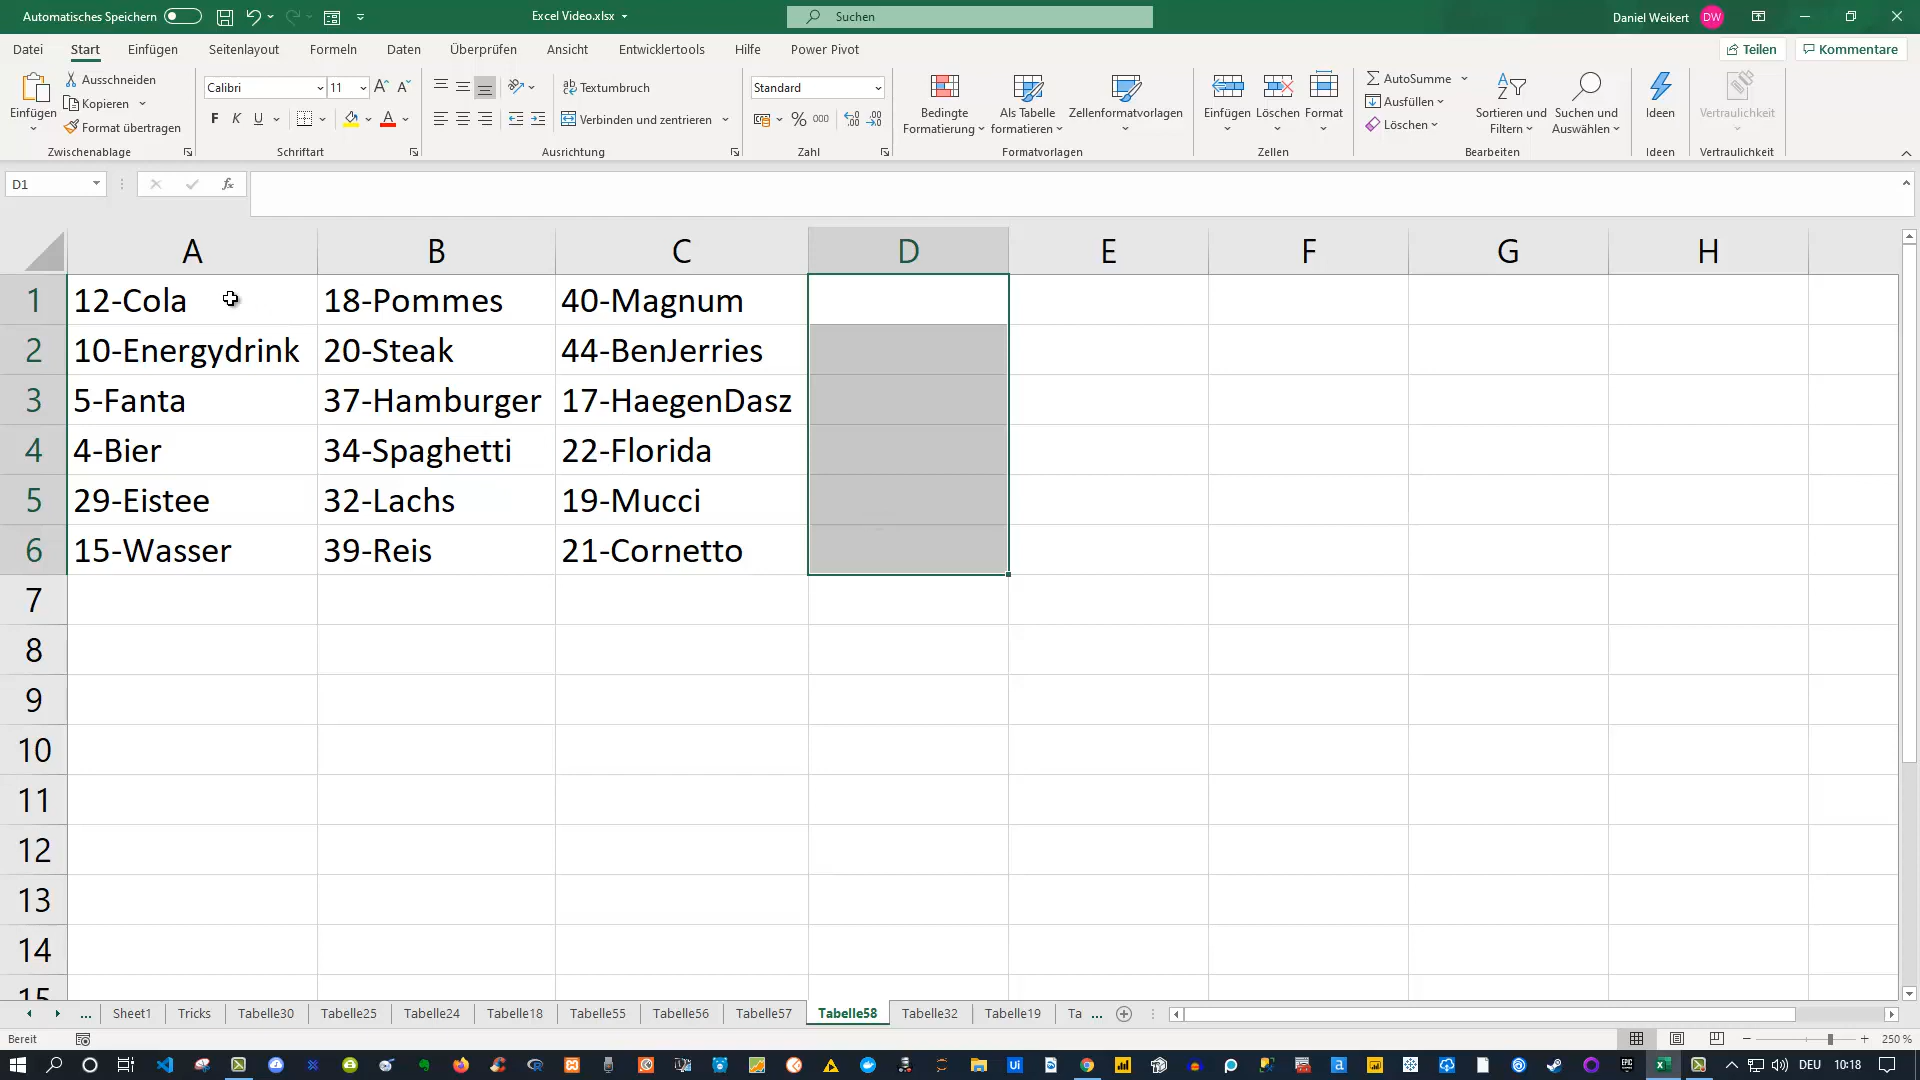 Automatisches Speichern
Excel Video.xlsx
Suchen
Daniel Weikert DW
Datei Start Einfügen Seitenlayout Formeln Daten Überprüfen Ansicht Entwicklertools Hilfe Power Pivot Teilen Kommentare
Einfügen
Ausschneiden
Kopieren
Format übertragen
Zwischenablage
Calibri 11
F K U
Schriftart
Textumbruch
Verbinden und zentrieren
Ausrichtung
Standard
% 000
Zahl
Bedingte Formatierung
Als Tabelle formatieren
Zellenformatvorlagen
Formatvorlagen
Einfügen Löschen Format
Zellen
AutoSumme
Ausfüllen
Löschen
Sortieren und Filtern
Suchen und Auswählen
Bearbeiten
Ideen
Ideen
Vertraulichkeit
Vertraulichkeit
D1 fx
A B C D E F G H
1 12-Cola 18-Pommes 40-Magnum
2 10-Energydrink 20-Steak 44-BenJerries
3 5-Fanta 37-Hamburger 17-HaegenDasz
4 4-Bier 34-Spaghetti 22-Florida
5 29-Eistee 32-Lachs 19-Mucci
6 15-Wasser 39-Reis 21-Cornetto
7
8
9
10
11
12
13
14
15
... Sheet1 Tricks Tabelle30 Tabelle25 Tabelle24 Tabelle18 Tabelle55 Tabelle56 Tabelle57 Tabelle58 Tabelle32 Tabelle19 Ta ...
Bereit 250 %
DEU 10:18